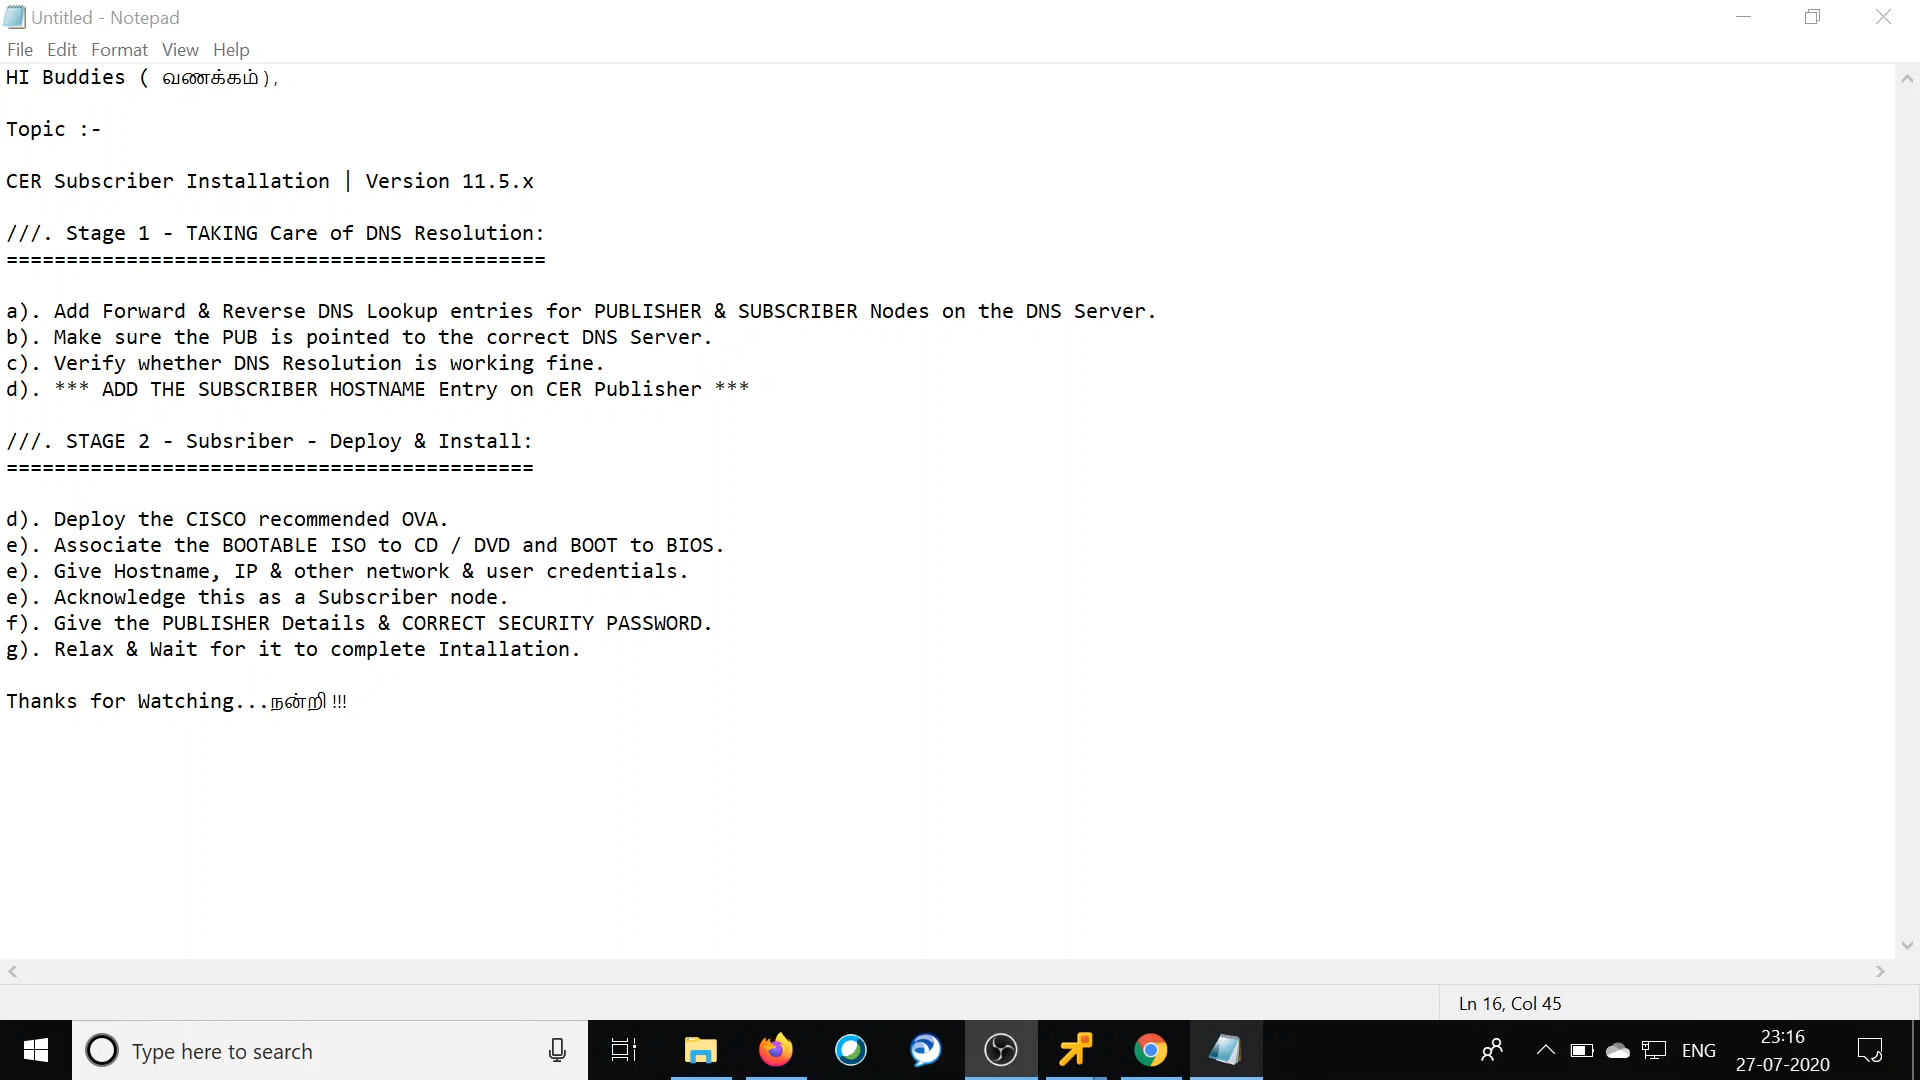 Untitled - Notepad
File Edit Format View Help
HI Buddies ( வணக்கம்),
Topic :-
CER Subscriber Installation | Version 11.5.x
///. Stage 1 - TAKING Care of DNS Resolution:
=============================================
a). Add Forward & Reverse DNS Lookup entries for PUBLISHER & SUBSCRIBER Nodes on the DNS Server.
b). Make sure the PUB is pointed to the correct DNS Server.
c). Verify whether DNS Resolution is working fine.
d). *** ADD THE SUBSCRIBER HOSTNAME Entry on CER Publisher ***
///. STAGE 2 - Subsriber - Deploy & Install:
============================================
d). Deploy the CISCO recommended OVA.
e). Associate the BOOTABLE ISO to CD / DVD and BOOT to BIOS.
e). Give Hostname, IP & other network & user credentials.
e). Acknowledge this as a Subscriber node.
f). Give the PUBLISHER Details & CORRECT SECURITY PASSWORD.
g). Relax & Wait for it to complete Intallation.
Thanks for Watching...நன்றி !!!
Ln 16, Col 45
Type here to search
ENG
23:16
27-07-2020